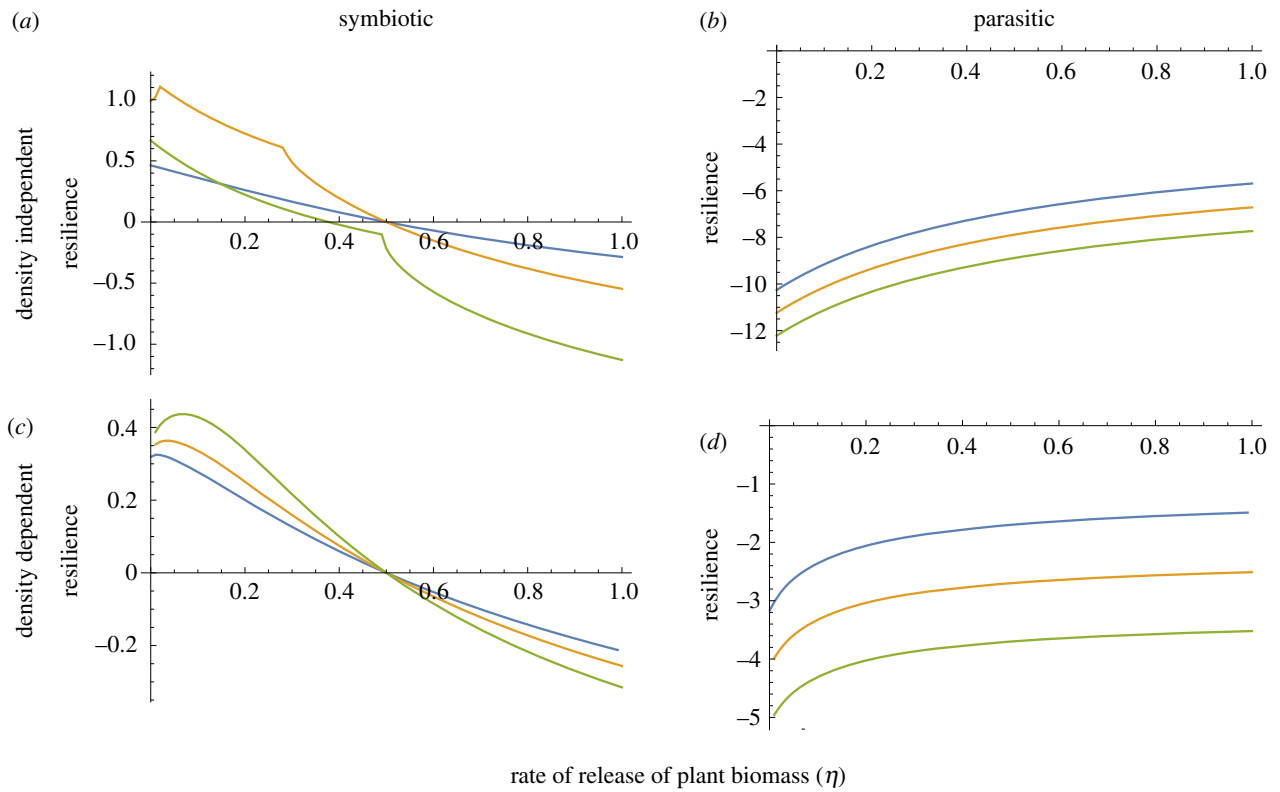 (a) symbiotic
(b) parasitic
density independent
resilience
1.0
0.5
0
−0.5
−1.0
0.2 0.4 0.6 0.8 1.0
resilience
0.2 0.4 0.6 0.8 1.0
−2
−4
−6
−8
−10
−12
(c)
density dependent
resilience
0.4
0.2
0
−0.2
0.2 0.4 0.6 0.8 1.0
(d)
resilience
0.2 0.4 0.6 0.8 1.0
−1
−2
−3
−4
−5
rate of release of plant biomass (η)